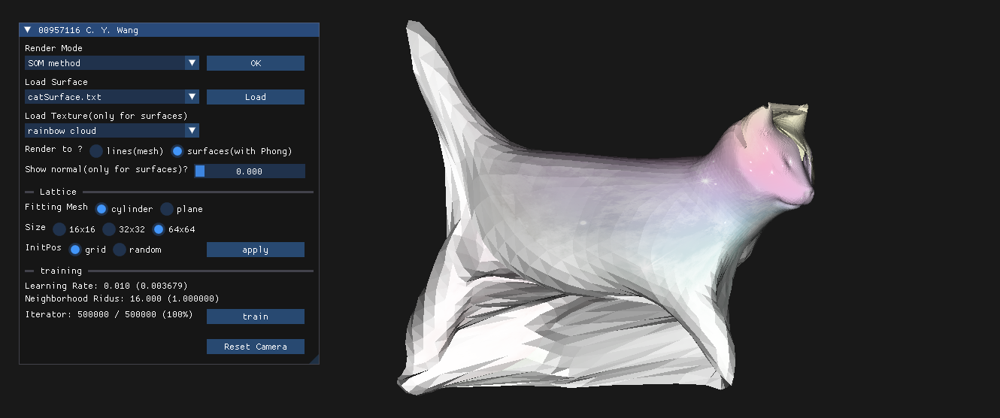 00957116 C. Y. Wang
Render Mode
SOM method OK
Load Surface
catSurface.txt Load
Load Texture(only for surfaces)
rainbow cloud
Render to ? lines(mesh) surfaces(with Phong)
Show normal(only for surfaces)? 0.000
Lattice
Fitting Mesh cylinder plane
Size 16x16 32x32 64x64
InitPos grid random apply
training
Learning Rate: 0.010 (0.003679)
Neighborhood Ridus: 16.000 (1.000000)
Iterator: 500000 / 500000 (100%) train
Reset Camera